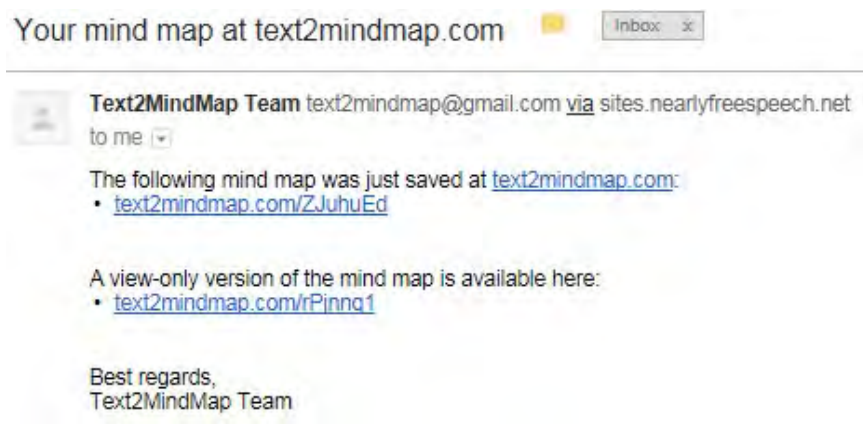 Your mind map at text2mindmap.com Inbox x
Text2MindMap Team text2mindmap@gmail.com via sites.nearlyfreespeech.net
to me
The following mind map was just saved at text2mindmap.com:
• text2mindmap.com/ZJuhuEd
A view-only version of the mind map is available here:
• text2mindmap.com/rPjnnq1
Best regards,
Text2MindMap Team